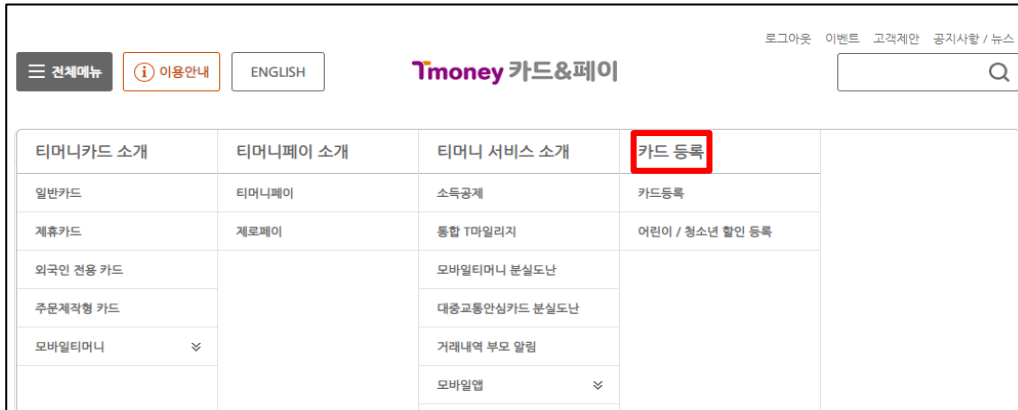 로그아웃 이벤트 고객제안 공지사항 / 뉴스
전체메뉴 이용안내 ENGLISH Tmoney 카드&페이
티머니카드 소개 티머니페이 소개 티머니 서비스 소개 카드 등록
일반카드 티머니페이 소득공제 카드등록
제휴카드 제로페이 통합 T마일리지 어린이 / 청소년 할인 등록
외국인 전용 카드 모바일티머니 분실도난
주문제작형 카드 대중교통안심카드 분실도난
모바일티머니 거래내역 부모 알림
모바일앱